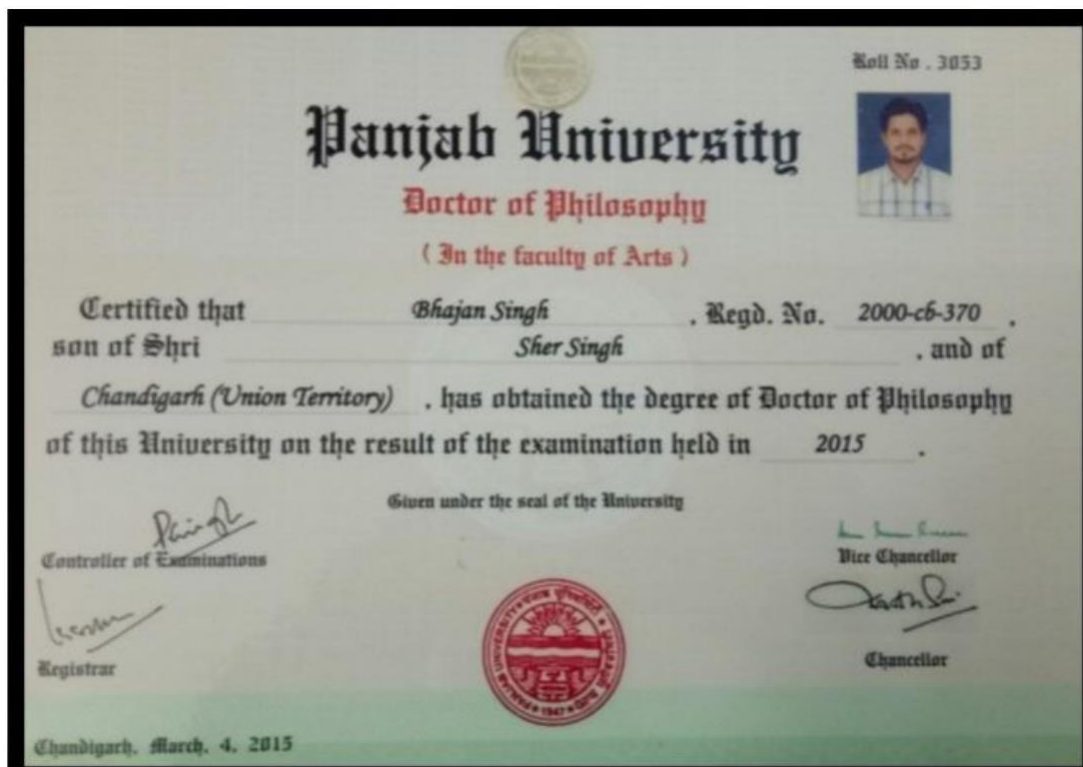 Roll No . 3053
Panjab University
Doctor of Philosophy
( In the faculty of Arts )
Certified that Bhajan Singh . Regd. No. 2000-cb-370 .
son of Shri Sher Singh , and of
Chandigarh (Union Territory) , has obtained the degree of Doctor of Philosophy
of this University on the result of the examination held in 2015 .
Given under the seal of the University
Controller of Examinations
Vice Chancellor
Registrar
Chancellor
PANJAB UNIVERSITY
1947
Chandigarh, March, 4, 2015